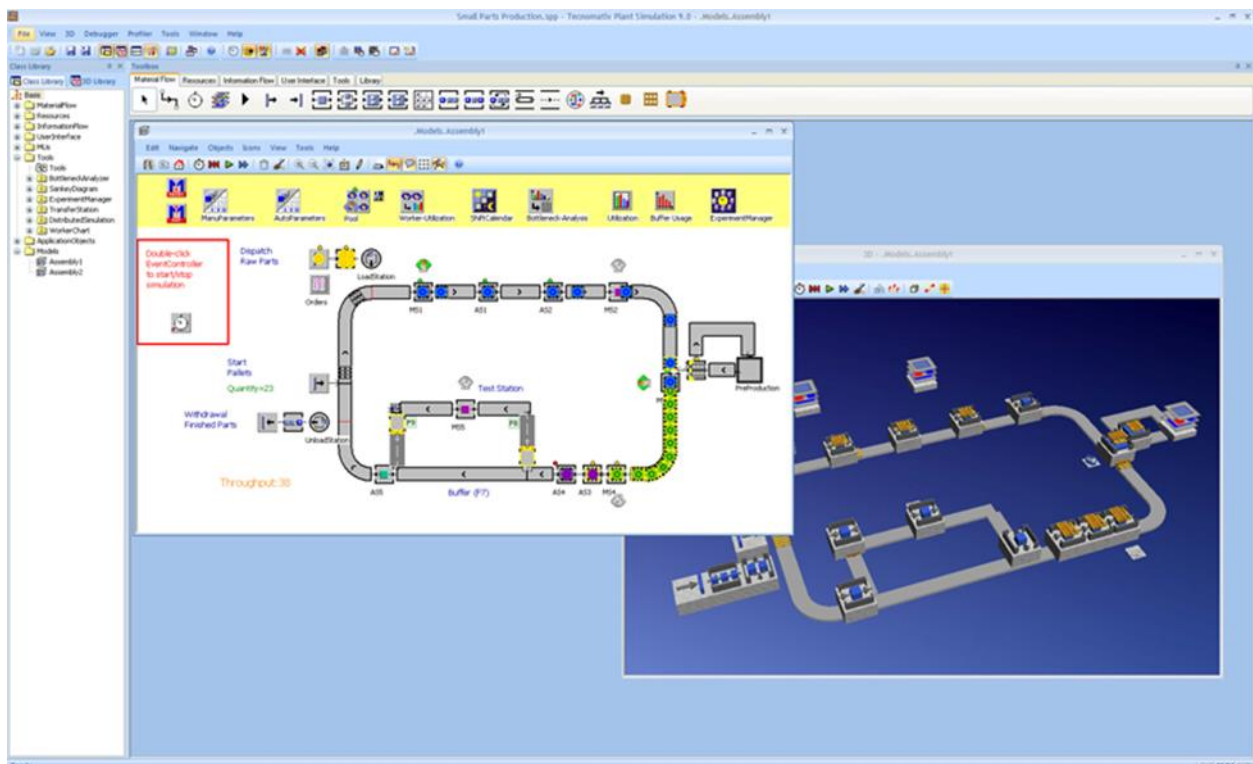 Small Parts Production.spp - Tecnomatix Plant Simulation 9.0 - .Models.Assembly1
File View 3D Debugger Profiler Tools Window Help
Class Library
Toolbox
Class Library 3D Library
Material Flow Resources Information Flow User Interface Tools Library
Basis
MaterialFlow
Resources
InformationFlow
UserInterface
MUs
Tools
Tools
BottleneckAnalyzer
SankeyDiagram
ExperimentManager
TransferStation
DistributedSimulation
WorkerChart
ApplicationObjects
Models
Assembly1
Assembly2
.Models.Assembly1
Edit Navigate Objects Icons View Tools Help
ManuParameters AutoParameters Pool Worker-Utilization ShiftCalendar Bottleneck-Analysis Utilization Buffer Usage ExperimentManager
Double-click
EventController
to start/stop
simulation
Dispatch
Raw Parts
LoadStation
Orders
MS1 AS1 AS2 MS2
Start
Pallets
Quantity=23
PreProduction
Test Station
MS5
Withdrawal
Finished Parts
UnloadStation
Throughput:38
AS5
Buffer (F7)
AS4 AS3 MS4
3D - .Models.Assembly1